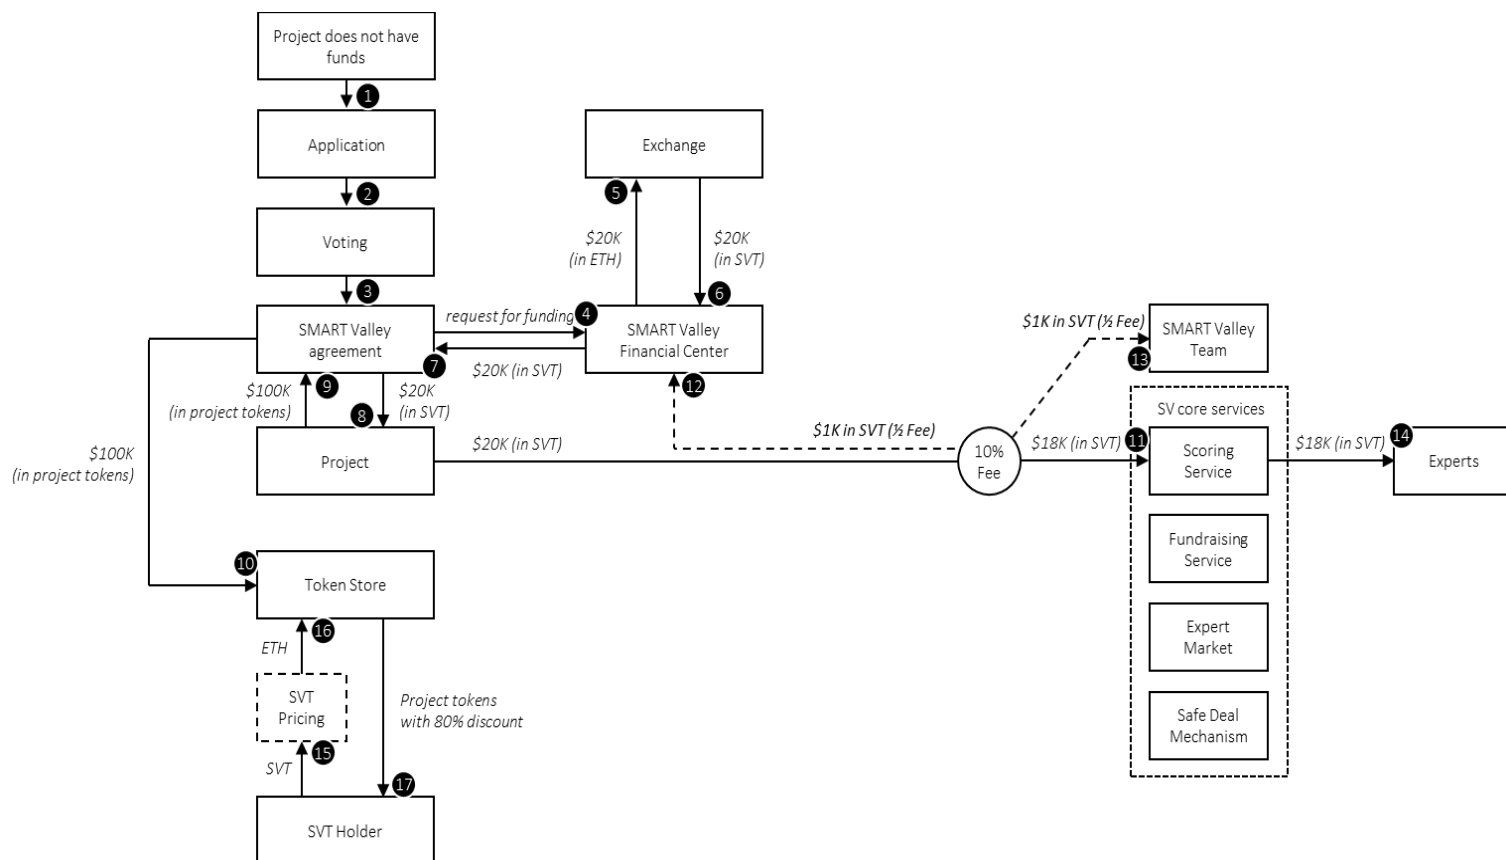 Project does not have
funds
1
Application
2
Voting
3
SMART Valley
agreement
request for funding
4
7
$20K (in SVT)
Exchange
5
$20K
(in ETH)
$20K
(in SVT)
6
SMART Valley
Financial Center
12
9
$100K
(in project tokens)
$20K
(in SVT)
8
Project
$20K (in SVT)
$1K in SVT (½ Fee)
10%
Fee
$1K in SVT (½ Fee)
13
SMART Valley
Team
SV core services
$18K (in SVT)
11
Scoring
Service
$18K (in SVT)
14
Experts
Fundraising
Service
Expert
Market
Safe Deal
Mechanism
$100K
(in project tokens)
10
Token Store
16
ETH
SVT
Pricing
15
SVT
Project tokens
with 80% discount
17
SVT Holder